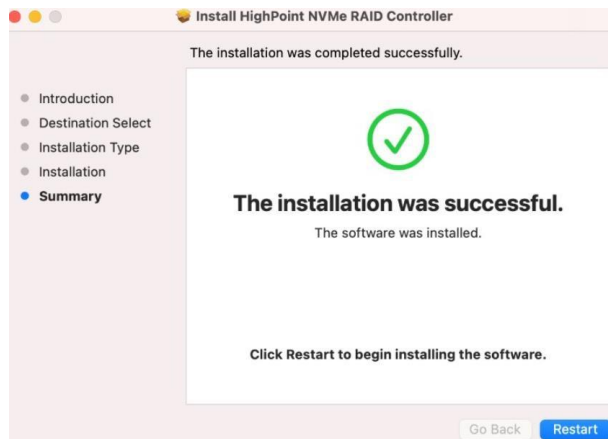 Install HighPoint NVMe RAID Controller
The installation was completed successfully.
Introduction
Destination Select
Installation Type
Installation
Summary
The installation was successful.
The software was installed.
Click Restart to begin installing the software.
Go Back
Restart